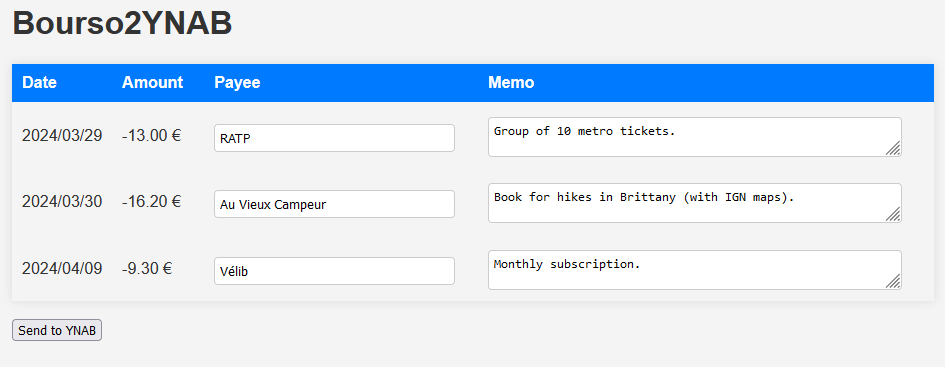 Bourso2YNAB
Date Amount Payee Memo
2024/03/29 -13.00 € RATP Group of 10 metro tickets.
2024/03/30 -16.20 € Au Vieux Campeur Book for hikes in Brittany (with IGN maps).
2024/04/09 -9.30 € Vélib Monthly subscription.
Send to YNAB